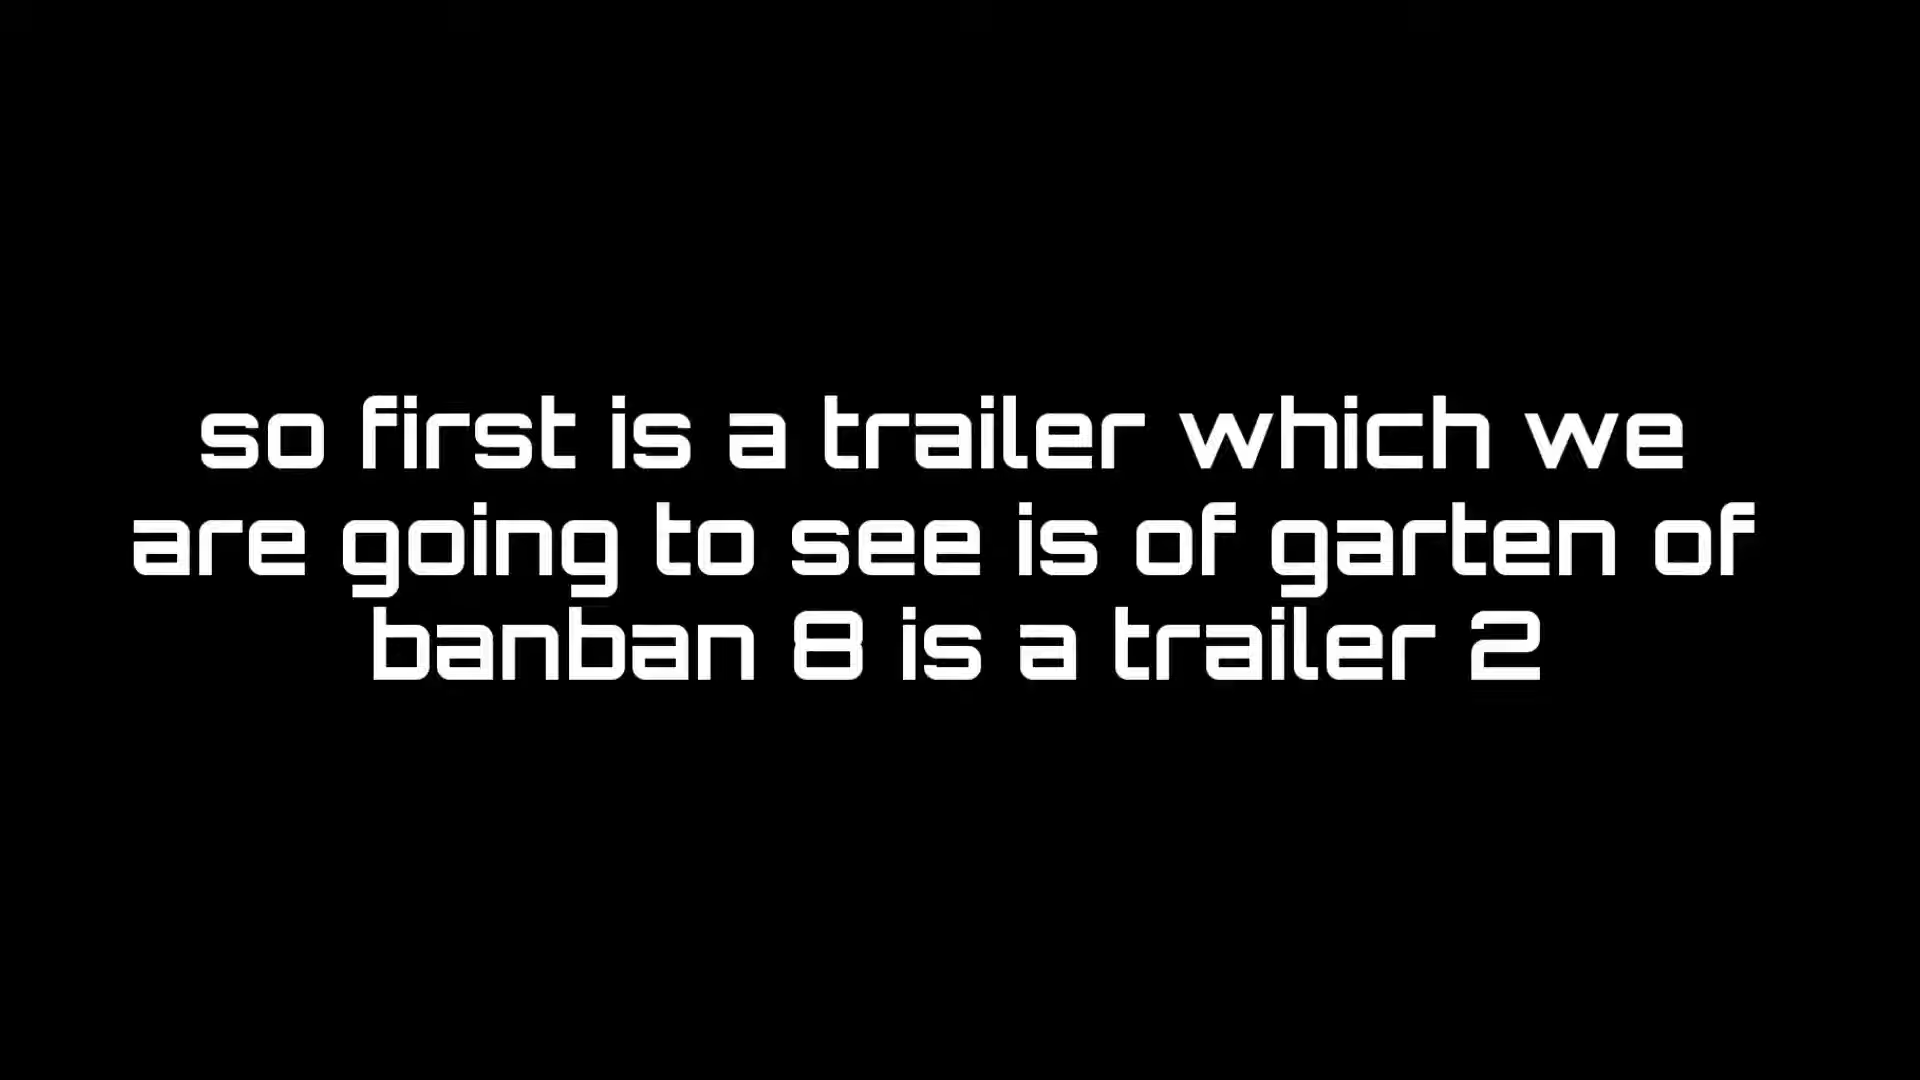 so first is a trailer which we
are going to see is of garten of
banban 8 is a trailer 2